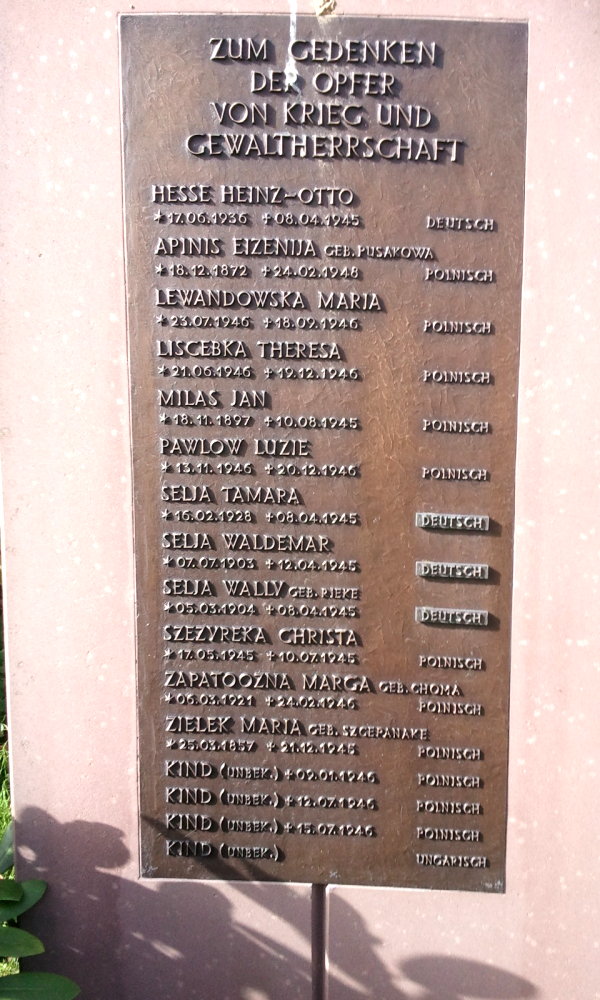 ZUM GEDENKEN
DER OPFER
VON KRIEG UND
GEWALTHERRSCHAFT
HESSE HEINZ-OTTO
*17.06.1936 +08.04.1945 DEUTSCH
APINIS EIZENIJA GEB. PUSAKOWA
*18.12.1872 +24.02.1948 POLNISCH
LEWANDOWSKA MARIA
*23.07.1946 +18.09.1946 POLNISCH
LISCEBKA THERESA
*21.06.1946 +19.12.1946 POLNISCH
MILAS JAN
*18.11.1897 +10.08.1945 POLNISCH
PAWLOW LUZIE
*13.11.1946 +20.12.1946 POLNISCH
SELJA TAMARA
*16.02.1928 +08.04.1945 DEUTSCH
SELJA WALDEMAR
*07.07.1903 +12.04.1945 DEUTSCH
SELJA WALLY GEB. RIEKE
*05.03.1904 +08.04.1945 DEUTSCH
SZEZYREKA CHRISTA
*17.05.1945 +10.07.1945 POLNISCH
ZAPATOOZNA MARGA GEB. CHOMA
*06.03.1921 +24.02.1946 POLNISCH
ZIELEK MARIA GEB. SZCEPANAKE
*25.03.1857 +21.12.1945 POLNISCH
KIND (UNBEK.) +09.01.1946 POLNISCH
KIND (UNBEK.) +12.07.1946 POLNISCH
KIND (UNBEK.) +15.07.1946 POLNISCH
KIND (UNBEK.) UNGARISCH